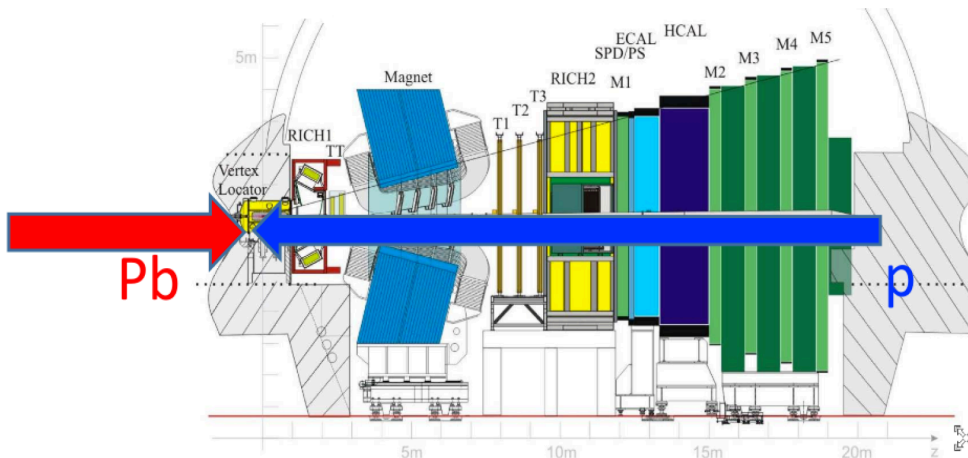 5m
Vertex
Locator
RICH1
TT
Magnet
T1
T2
T3
RICH2
SPD/PS
ECAL
HCAL
M1
M2
M3
M4
M5
Pb
p
5m
10m
15m
20m
z